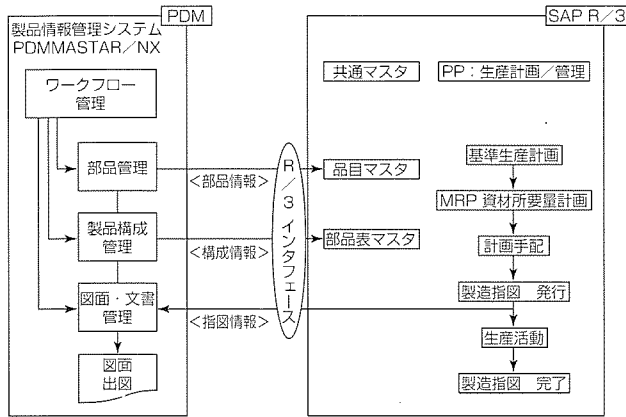 PDM
製品情報管理システム
PDMMASTAR/NX
ワークフロー
管理
部品管理
製品構成
管理
図面・文書
管理
図面
出図
<部品情報>
<構成情報>
<指図情報>
R/3インタフェース
SAP R/3
共通マスタ
PP:生産計画/管理
品目マスタ
部品表マスタ
基準生産計画
MRP 資材所要量計画
計画手配
製造指図 発行
生産活動
製造指図 完了